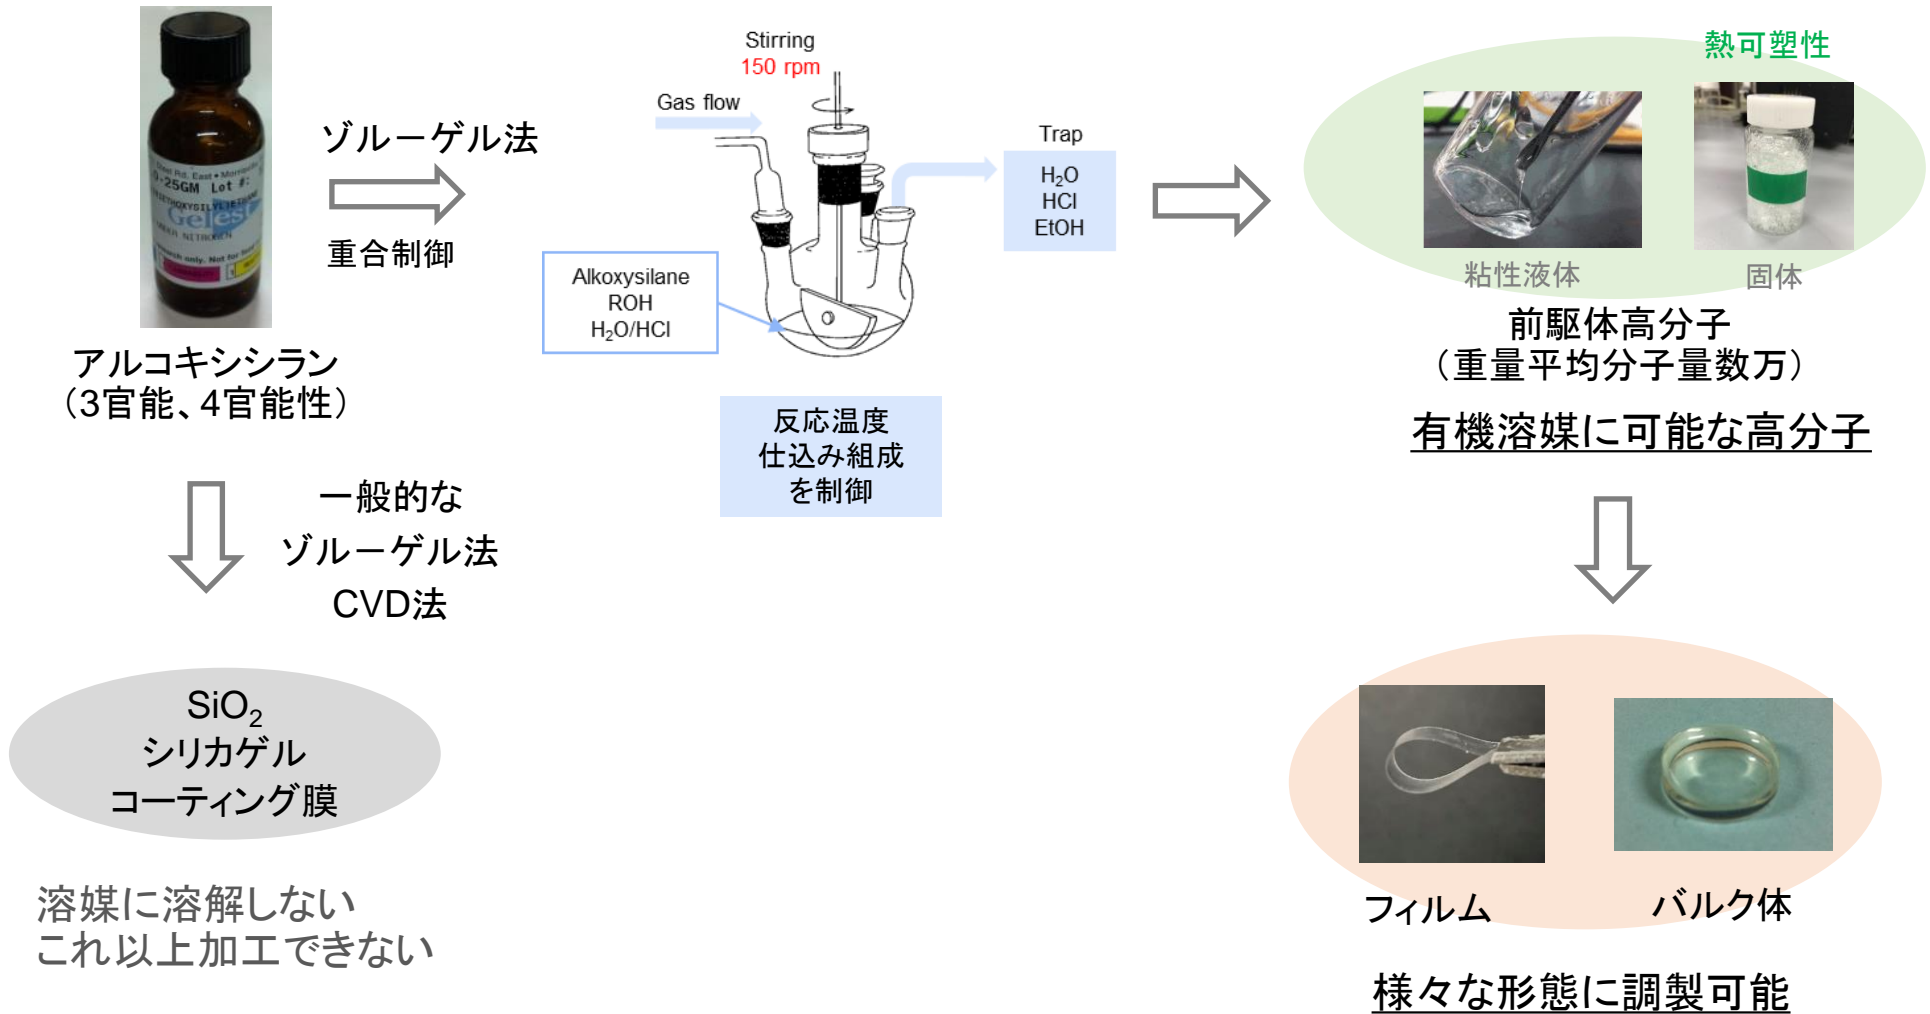 Gelest
-25GM Lot #:
UNDER NITROGEN
アルコキシシラン
（3官能、4官能性）
ゾルーゲル法
重合制御
Stirring
150 rpm
Gas flow
Trap
H₂O
HCl
EtOH
Alkoxysilane
ROH
H₂O/HCl
反応温度
仕込み組成
を制御
熱可塑性
粘性液体
固体
前駆体高分子
（重量平均分子量数万）
有機溶媒に可能な高分子
一般的な
ゾルーゲル法
CVD法
SiO₂
シリカゲル
コーティング膜
溶媒に溶解しない
これ以上加工できない
フィルム
バルク体
様々な形態に調製可能